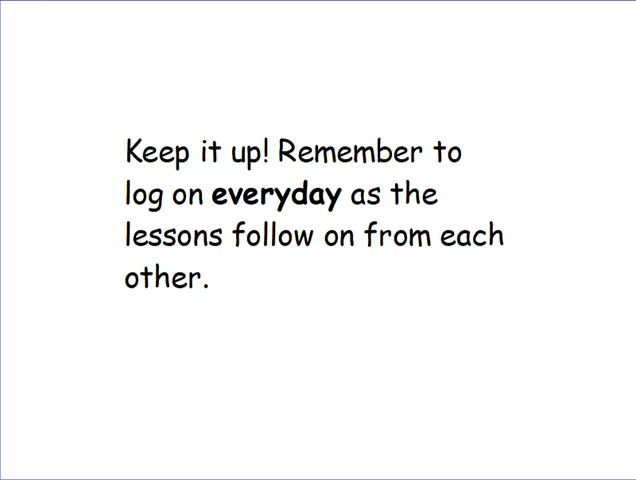 Keep it up! Remember to
log on everyday as the
lessons follow on from each
other.